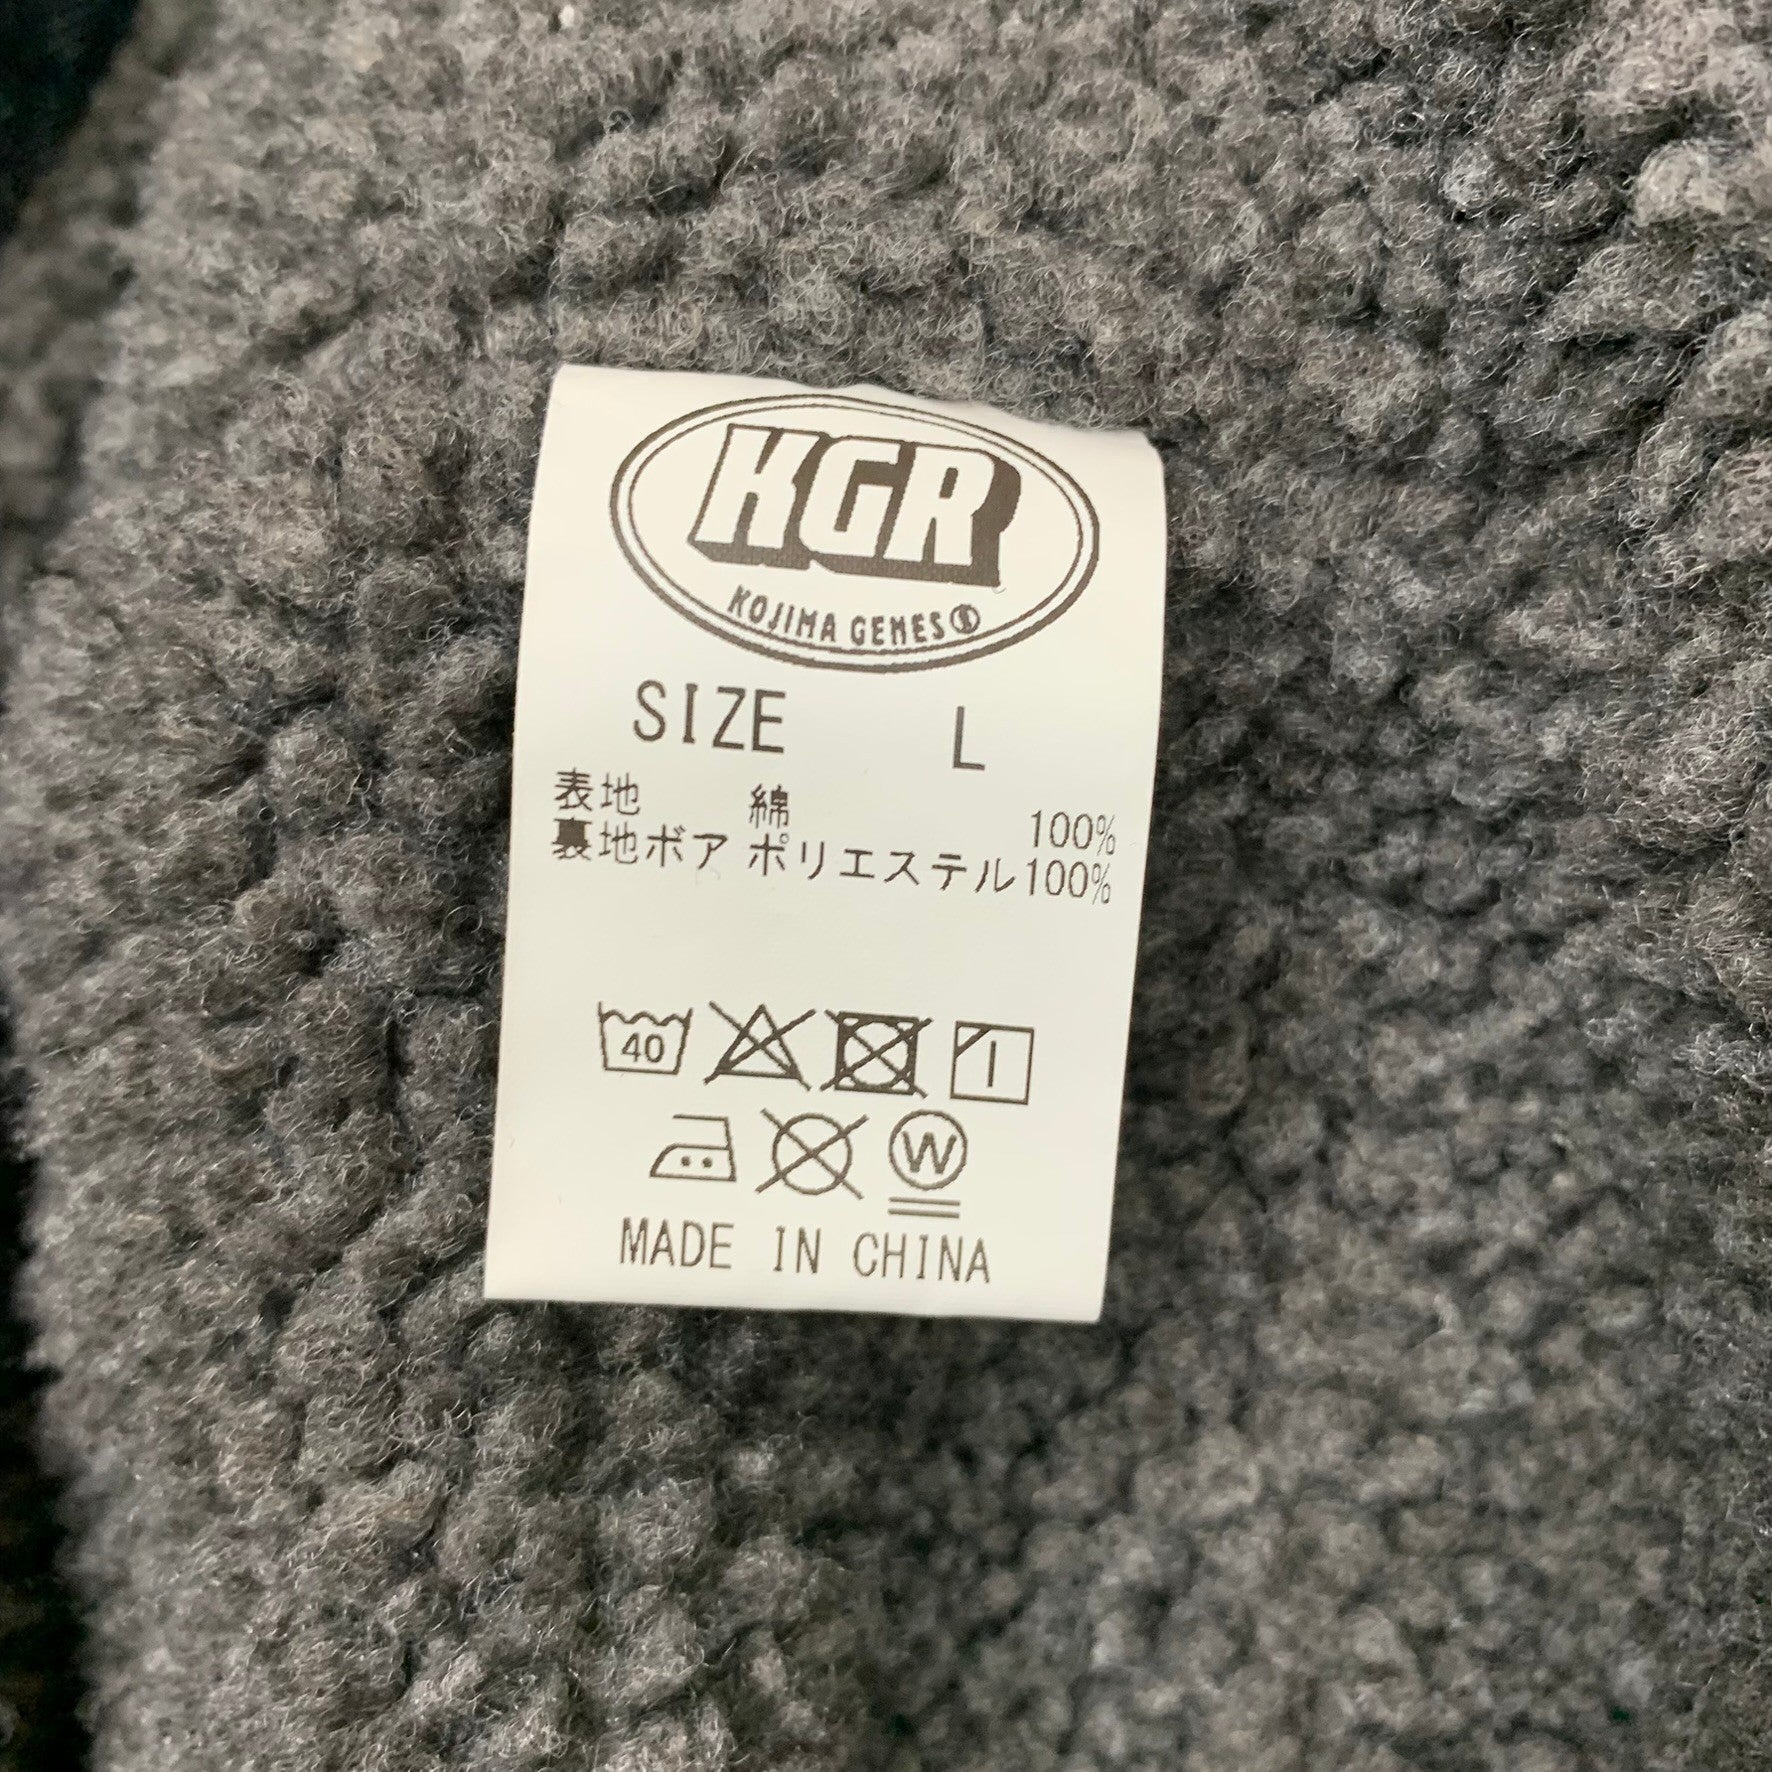 KGR
KOJIMA GENES®
SIZE L
表地 綿 100%
裏地ボア ポリエステル100%
40
W
MADE IN CHINA